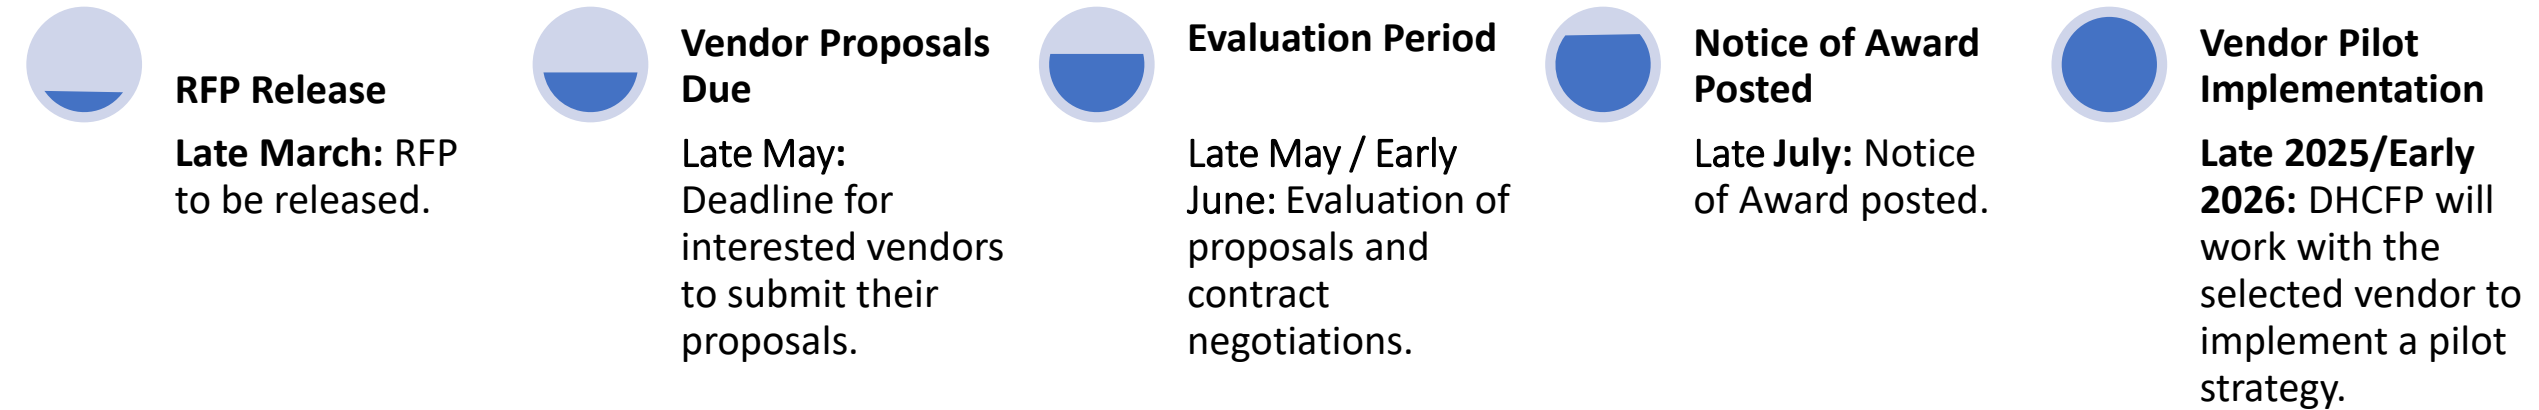 RFP Release
Late March: RFP
to be released.
Vendor Proposals
Due
Late May:
Deadline for
interested vendors
to submit their
proposals.
Evaluation Period
Late May / Early
June: Evaluation of
proposals and
contract
negotiations.
Notice of Award
Posted
Late July: Notice
of Award posted.
Vendor Pilot
Implementation
Late 2025/Early
2026: DHCFP will
work with the
selected vendor to
implement a pilot
strategy.